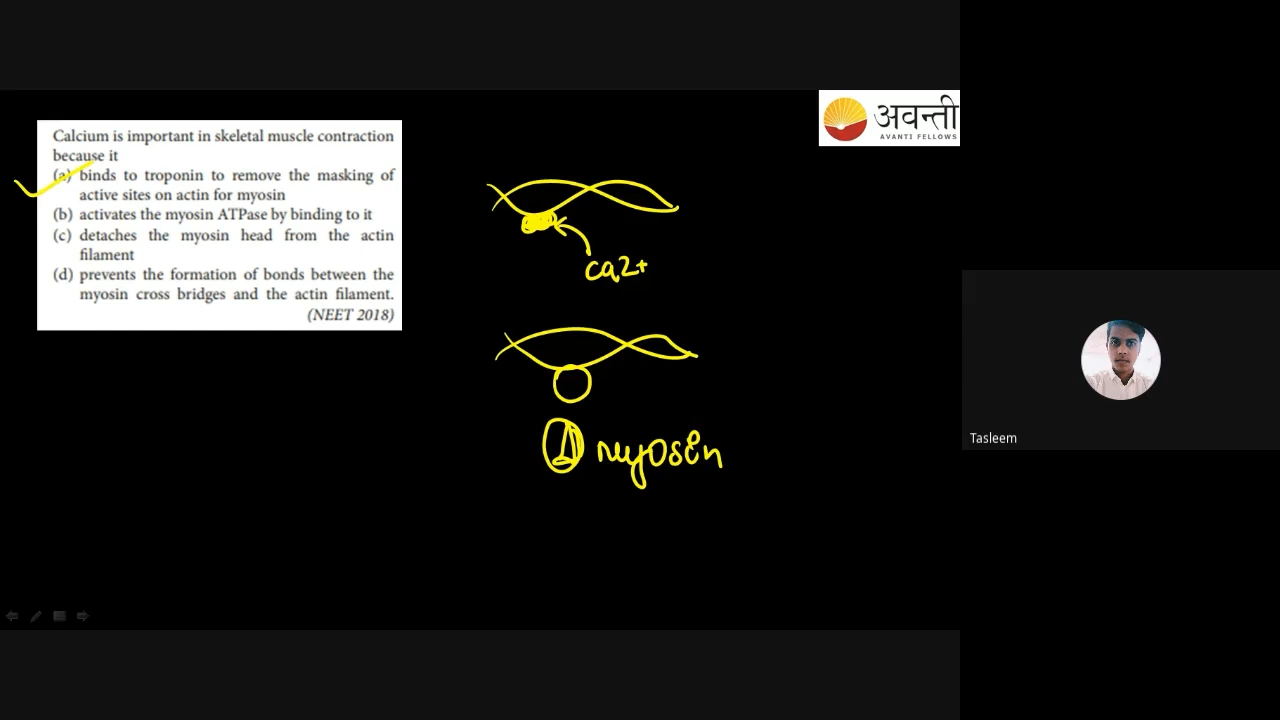 Calcium is important in skeletal muscle contraction
because it
(a) binds to troponin to remove the masking of
active sites on actin for myosin
(b) activates the myosin ATPase by binding to it
(c) detaches the myosin head from the actin
filament
(d) prevents the formation of bonds between the
myosin cross bridges and the actin filament.
(NEET 2018)
Ca2+
myosin
अवन्ती
AVANTI FELLOWS
Tasleem